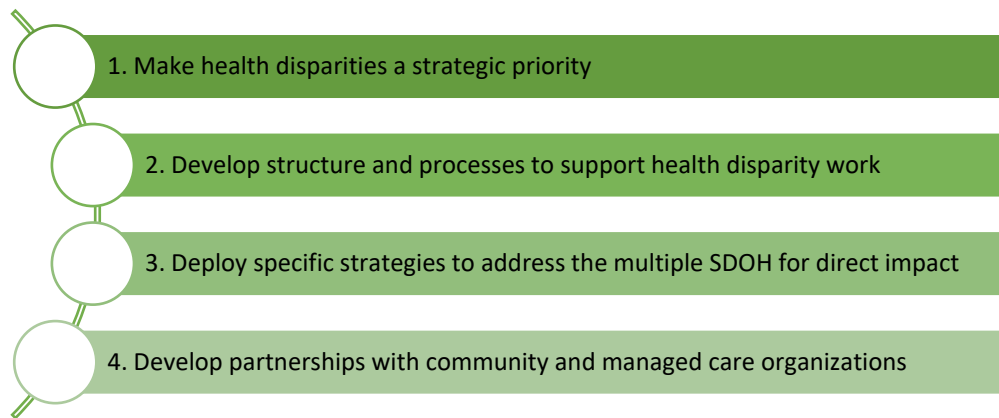 1. Make health disparities a strategic priority
2. Develop structure and processes to support health disparity work
3. Deploy specific strategies to address the multiple SDOH for direct impact
4. Develop partnerships with community and managed care organizations